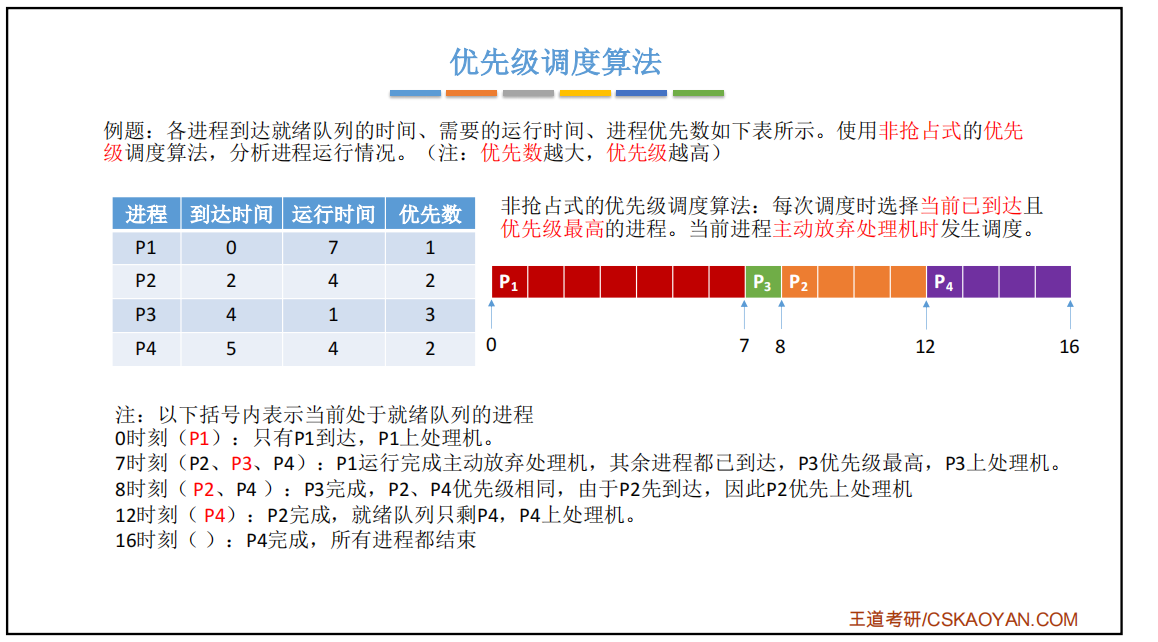 优先级调度算法
例题：各进程到达就绪队列的时间、需要的运行时间、进程优先数如下表所示。使用非抢占式的优先
级调度算法，分析进程运行情况。（注：优先数越大，优先级越高）
进程 到达时间 运行时间 优先数
P1 0 7 1
P2 2 4 2
P3 4 1 3
P4 5 4 2
非抢占式的优先级调度算法：每次调度时选择当前已到达且
优先级最高的进程。当前进程主动放弃处理机时发生调度。
P1 P3 P2 P4
0 7 8 12 16
注：以下括号内表示当前处于就绪队列的进程
0时刻（P1）：只有P1到达，P1上处理机。
7时刻（P2、P3、P4）：P1运行完成主动放弃处理机，其余进程都已到达，P3优先级最高，P3上处理机。
8时刻（ P2、P4 ）：P3完成，P2、P4优先级相同，由于P2先到达，因此P2优先上处理机
12时刻（ P4）：P2完成，就绪队列只剩P4，P4上处理机。
16时刻（ ）：P4完成，所有进程都结束
王道考研/CSKAOYAN.COM